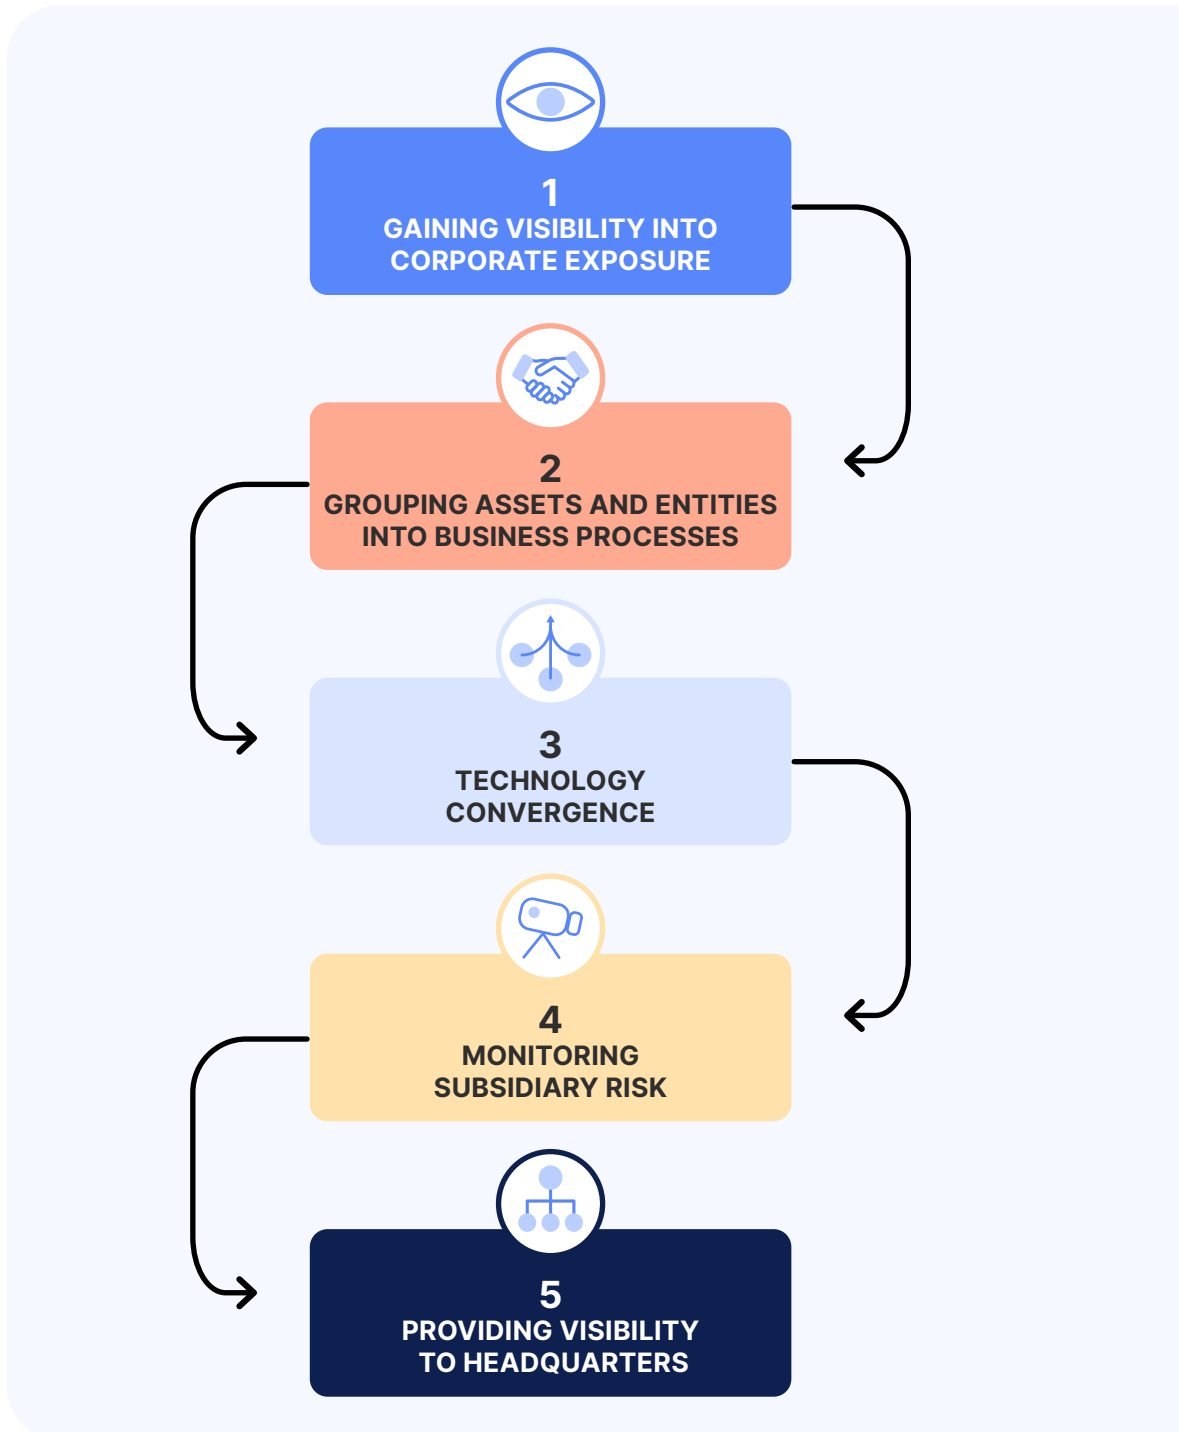 1
GAINING VISIBILITY INTO
CORPORATE EXPOSURE
2
GROUPING ASSETS AND ENTITIES
INTO BUSINESS PROCESSES
3
TECHNOLOGY
CONVERGENCE
4
MONITORING
SUBSIDIARY RISK
5
PROVIDING VISIBILITY
TO HEADQUARTERS